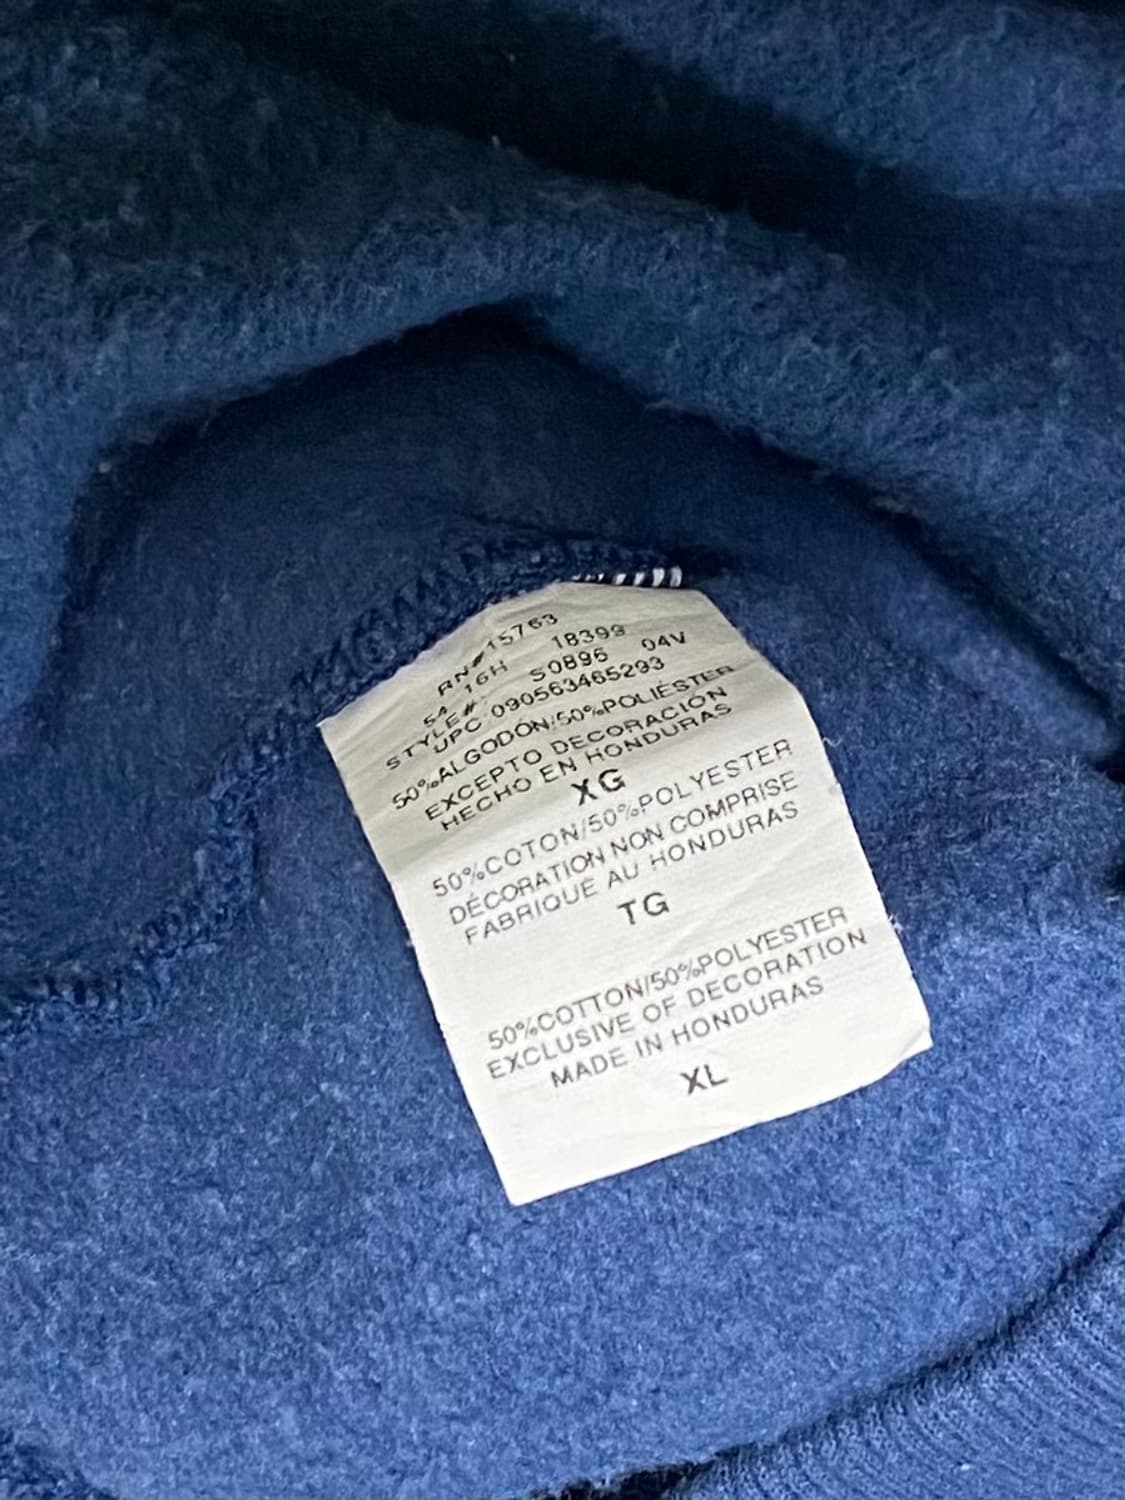 RN#15763
54 16H 18399
STYLE#: S0896 04V
UPC:090563465293
50%ALGODÓN/50%POLIÉSTER
EXCEPTO DECORACIÓN
HECHO EN HONDURAS
XG
50%COTON/50%POLYESTER
DÉCORATION NON COMPRISE
FABRIQUE AU HONDURAS
TG
50%COTTON/50%POLYESTER
EXCLUSIVE OF DECORATION
MADE IN HONDURAS
XL